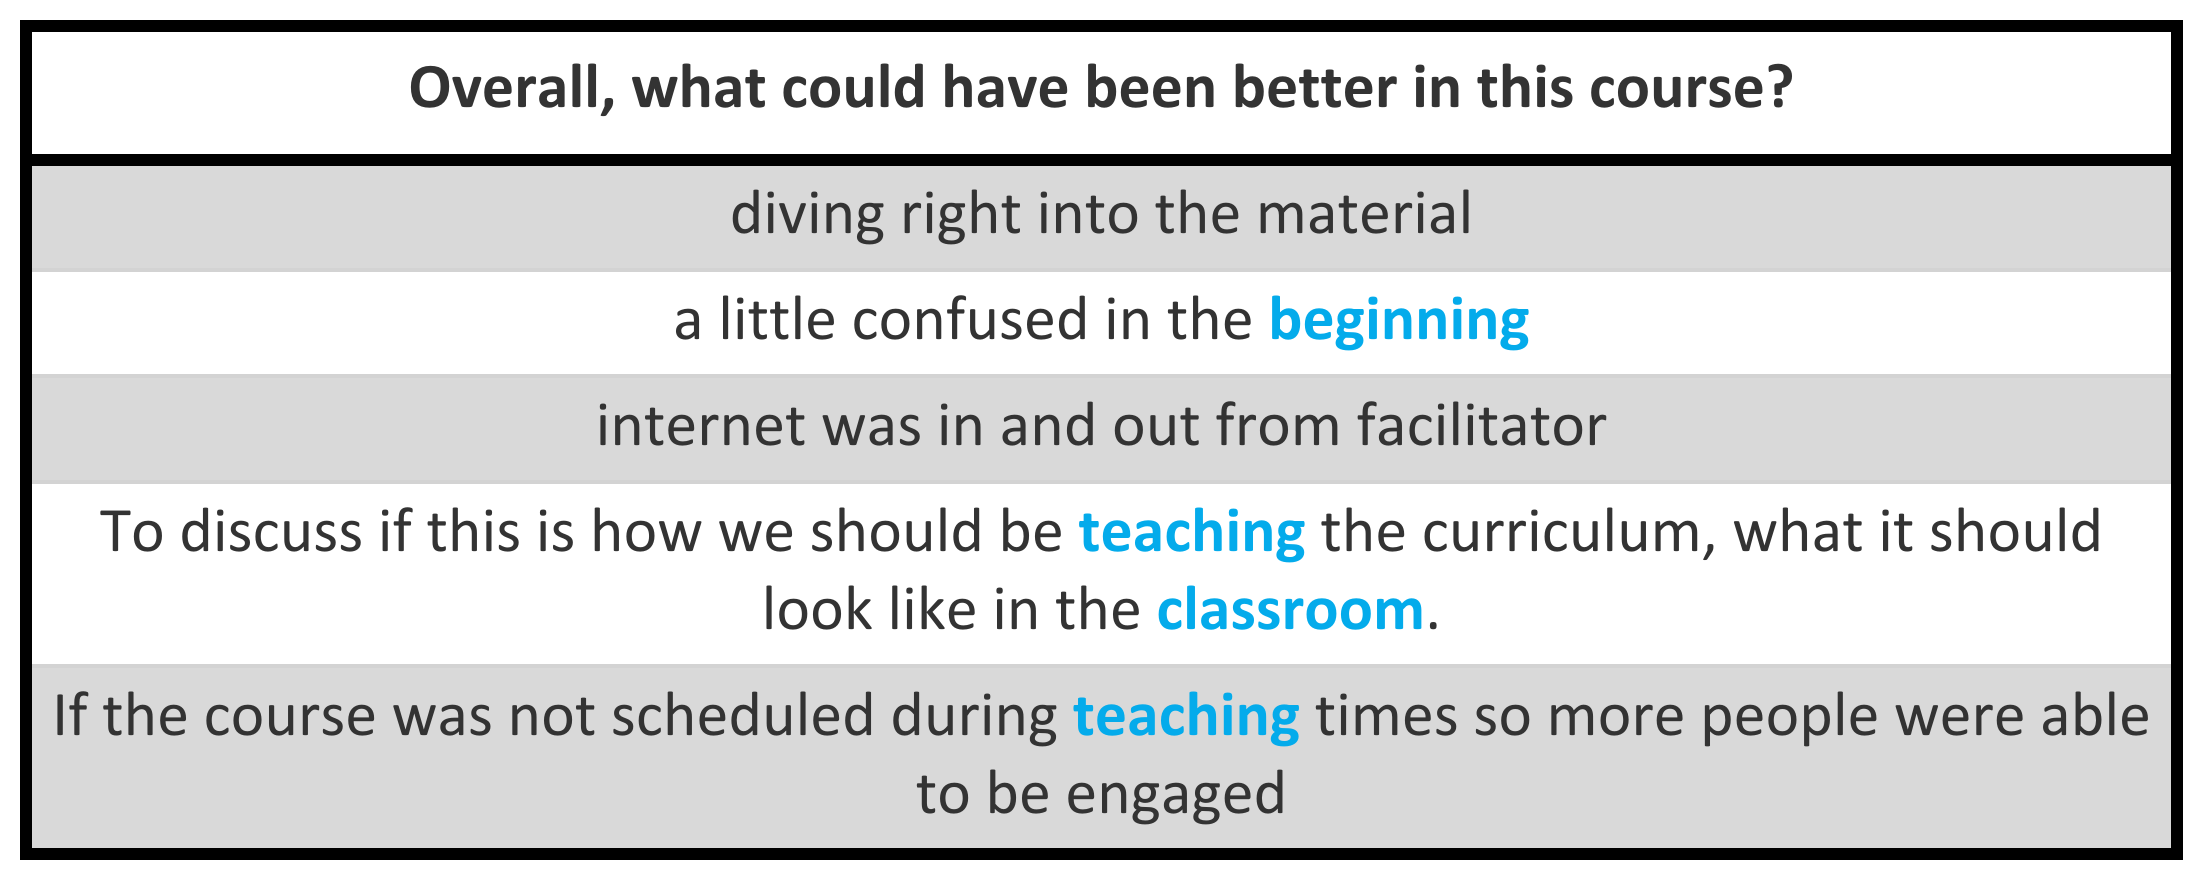 Overall, what could have been better in this course?
diving right into the material
a little confused in the beginning
internet was in and out from facilitator
To discuss if this is how we should be teaching the curriculum, what it should
look like in the classroom.
If the course was not scheduled during teaching times so more people were able
to be engaged